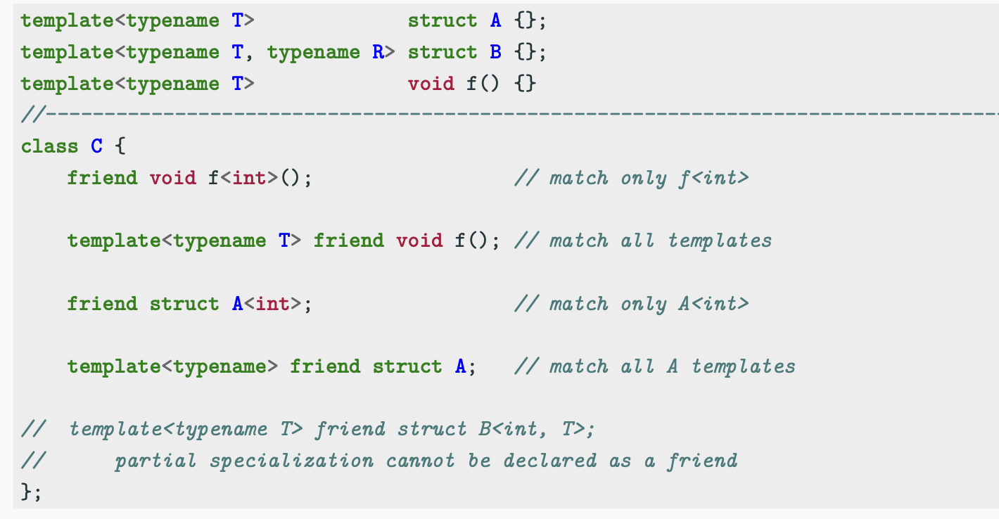 template<typename T>             struct A {};
template<typename T, typename R> struct B {};
template<typename T>             void f() {}
//-----------------------------------------------------------------------------------
class C {
    friend void f<int>();                 // match only f<int>
    template<typename T> friend void f(); // match all templates
    friend struct A<int>;                 // match only A<int>
    template<typename> friend struct A;   // match all A templates
//  template<typename T> friend struct B<int, T>;
//      partial specialization cannot be declared as a friend
};